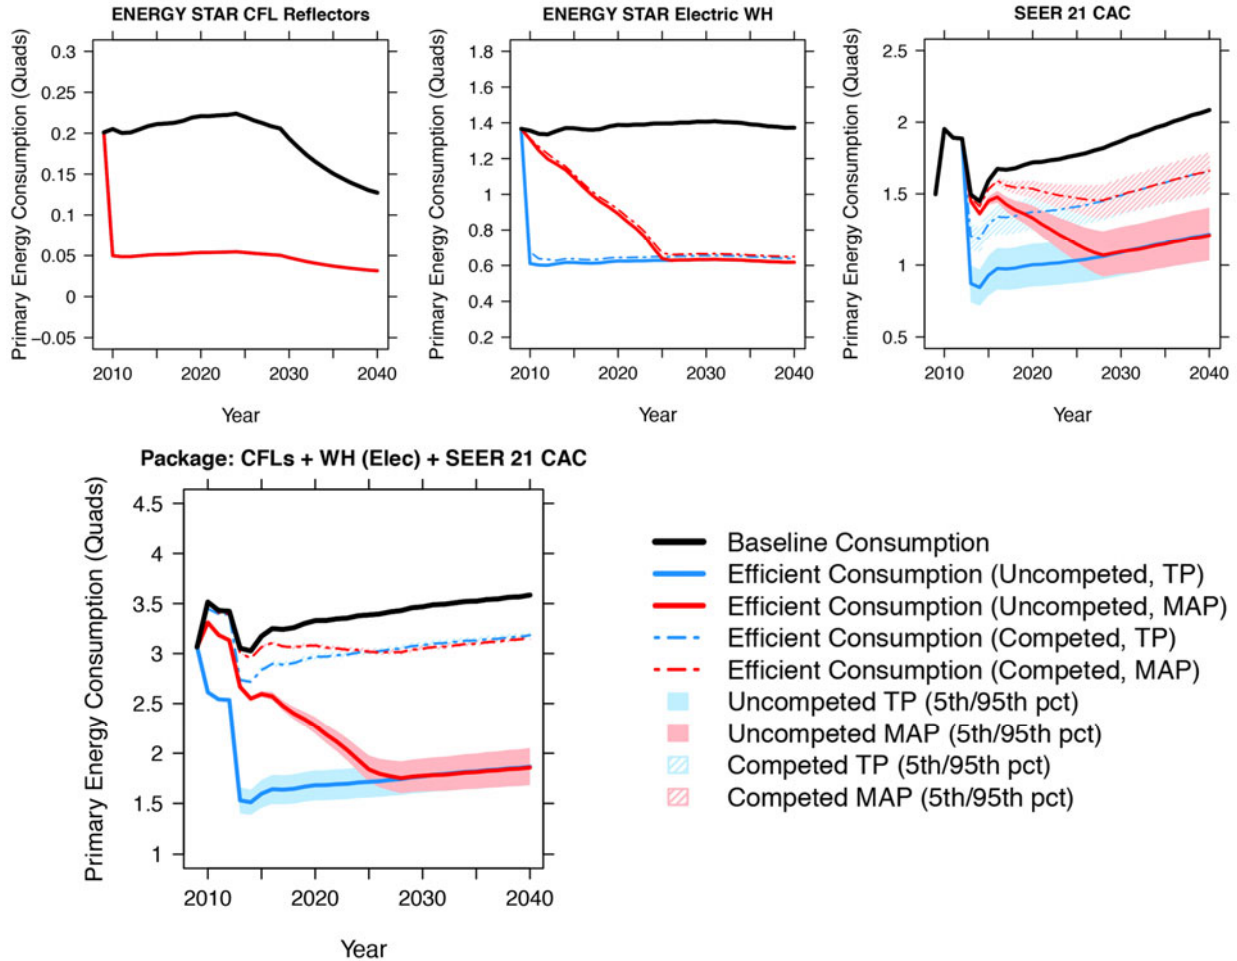 ENERGY STAR CFL Reflectors
Primary Energy Consumption (Quads)
0.3
0.25
0.2
0.15
0.1
0.05
0
−0.05
2010 2020 2030 2040
Year
ENERGY STAR Electric WH
Primary Energy Consumption (Quads)
1.8
1.6
1.4
1.2
1
0.8
0.6
0.4
0.2
2010 2020 2030 2040
Year
SEER 21 CAC
Primary Energy Consumption (Quads)
2.5
2
1.5
1
0.5
2010 2020 2030 2040
Year
Package: CFLs + WH (Elec) + SEER 21 CAC
Primary Energy Consumption (Quads)
4.5
4
3.5
3
2.5
2
1.5
1
2010 2020 2030 2040
Year
Baseline Consumption
Efficient Consumption (Uncompeted, TP)
Efficient Consumption (Uncompeted, MAP)
Efficient Consumption (Competed, TP)
Efficient Consumption (Competed, MAP)
Uncompeted TP (5th/95th pct)
Uncompeted MAP (5th/95th pct)
Competed TP (5th/95th pct)
Competed MAP (5th/95th pct)